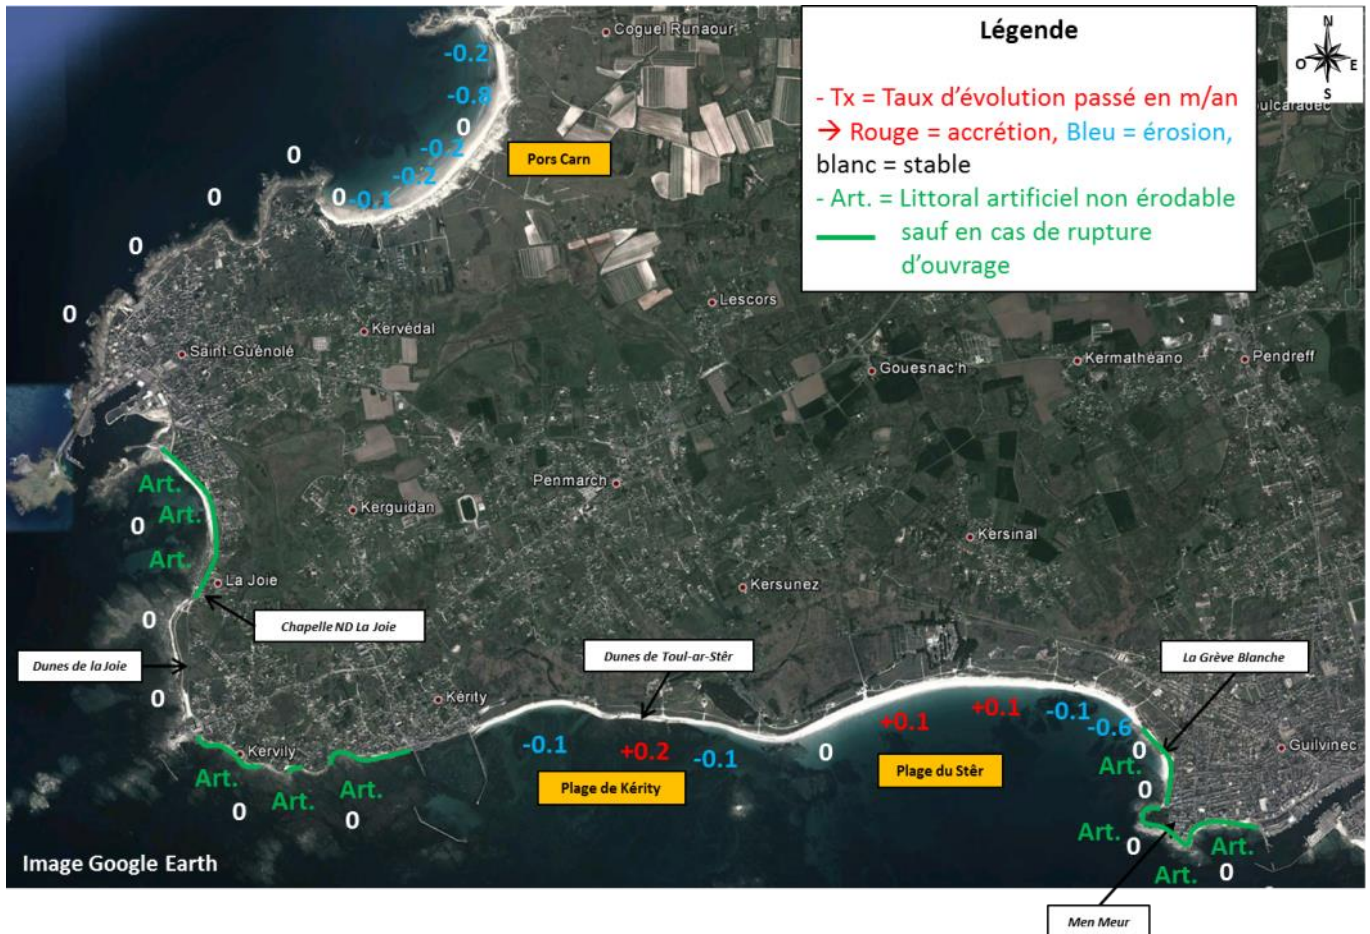 Légende
- Tx = Taux d'évolution passé en m/an
→ Rouge = accrétion, Bleu = érosion,
blanc = stable
- Art. = Littoral artificiel non érodable
sauf en cas de rupture
d'ouvrage
N
O E
S
Coguel Runaour
-0.2
-0.8
0
-0.2
-0.2
-0.1
Pors Carn
0
0
0
0
0
Lescors
Kervédal
Saint-Guénolé
Gouesnac'h
Kermathéano
Pendreff
Penmarch
Art.
Art.
0
Art.
Kerguidan
Kersinal
La Joie
Kersunez
0
Chapelle ND La Joie
Dunes de la Joie
Dunes de Toul-ar-Stêr
La Grève Blanche
0
Kérity
Kervily
Guilvinec
-0.1
+0.2
-0.1
0
+0.1
+0.1
-0.1
-0.6
0
Plage de Kérity
Plage du Stêr
Art.
Art.
Art.
0
0
Art.
0
Art.
0
Art.
Art.
0
Image Google Earth
Men Meur